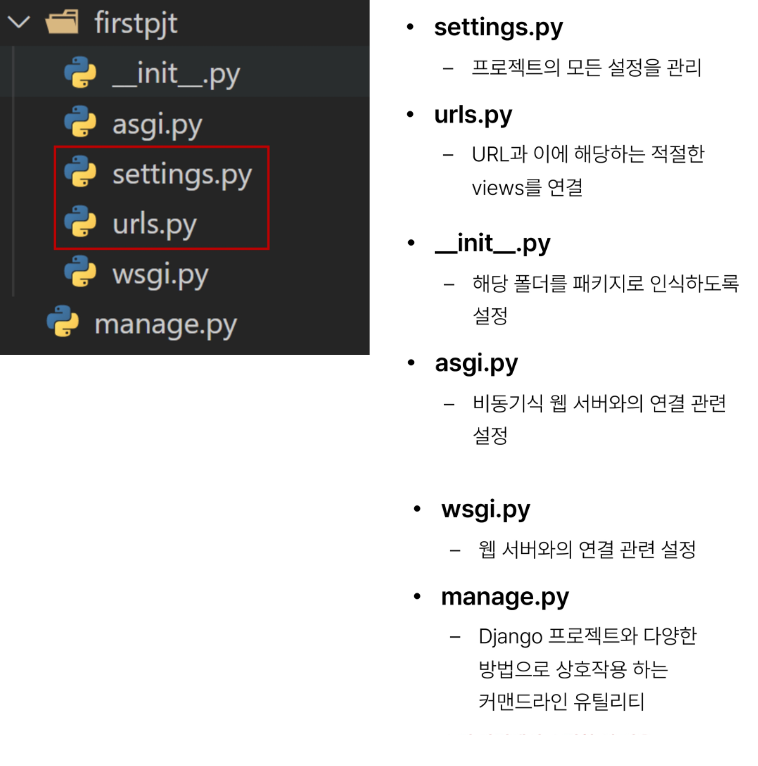 firstpjt
__init__.py
asgi.py
settings.py
urls.py
wsgi.py
manage.py
• settings.py
– 프로젝트의 모든 설정을 관리
• urls.py
– URL과 이에 해당하는 적절한
views를 연결
• __init__.py
– 해당 폴더를 패키지로 인식하도록
설정
• asgi.py
– 비동기식 웹 서버와의 연결 관련
설정
• wsgi.py
– 웹 서버와의 연결 관련 설정
• manage.py
– Django 프로젝트와 다양한
방법으로 상호작용 하는
커맨드라인 유틸리티